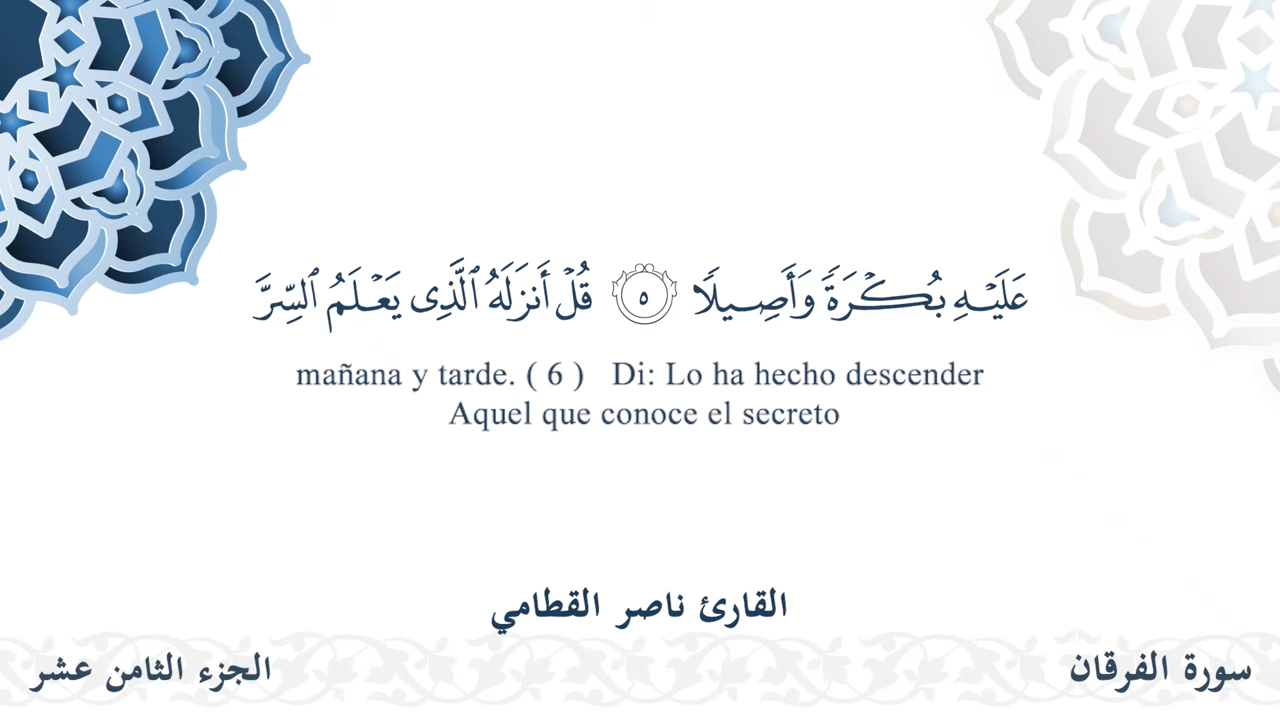 عَلَيْهِ بُكْرَةً وَأَصِيلًا ٥ قُلْ أَنزَلَهُ ٱلَّذِى يَعْلَمُ ٱلسِّرَّ
mañana y tarde. ( 6 ) Di: Lo ha hecho descender
Aquel que conoce el secreto
القارئ ناصر القطامي
سورة الفرقان
الجزء الثامن عشر